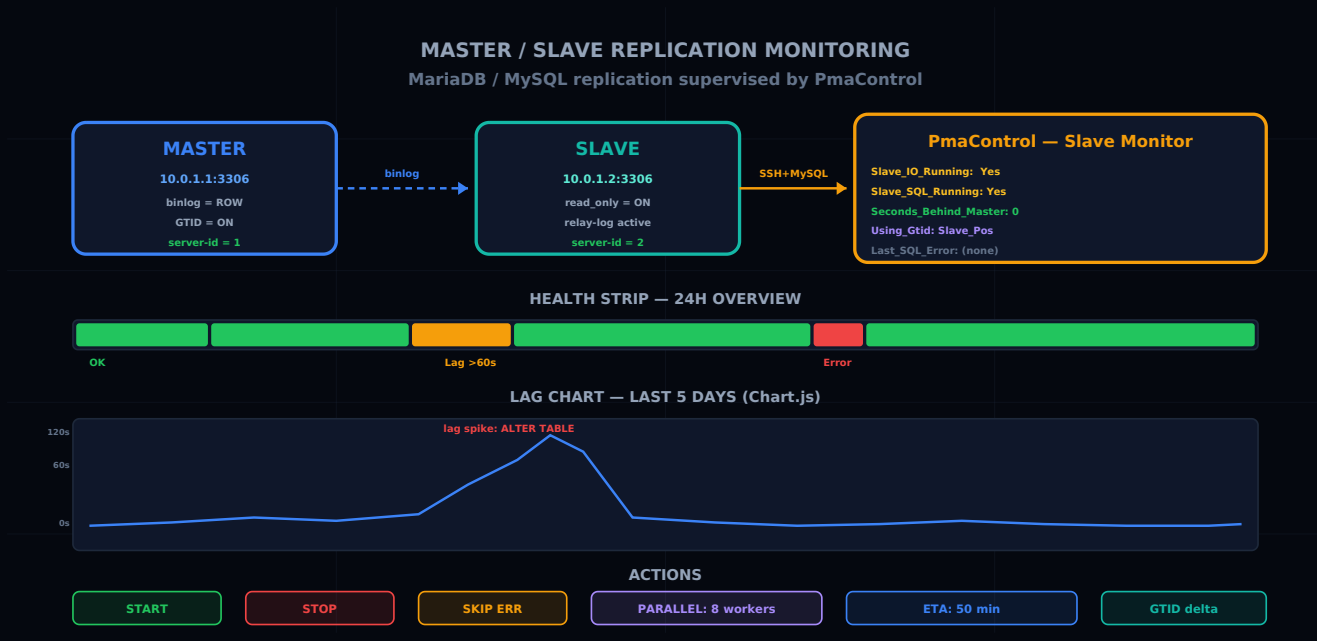 MASTER / SLAVE REPLICATION MONITORING
MariaDB / MySQL replication supervised by PmaControl
MASTER
10.0.1.1:3306
binlog = ROW
GTID = ON
server-id = 1
binlog
SLAVE
10.0.1.2:3306
read_only = ON
relay-log active
server-id = 2
SSH+MySQL
PmaControl — Slave Monitor
Slave_IO_Running: Yes
Slave_SQL_Running: Yes
Seconds_Behind_Master: 0
Using_Gtid: Slave_Pos
Last_SQL_Error: (none)
HEALTH STRIP — 24H OVERVIEW
OK
Lag >60s
Error
LAG CHART — LAST 5 DAYS (Chart.js)
lag spike: ALTER TABLE
120s
60s
0s
ACTIONS
START
STOP
SKIP ERR
PARALLEL: 8 workers
ETA: 50 min
GTID delta